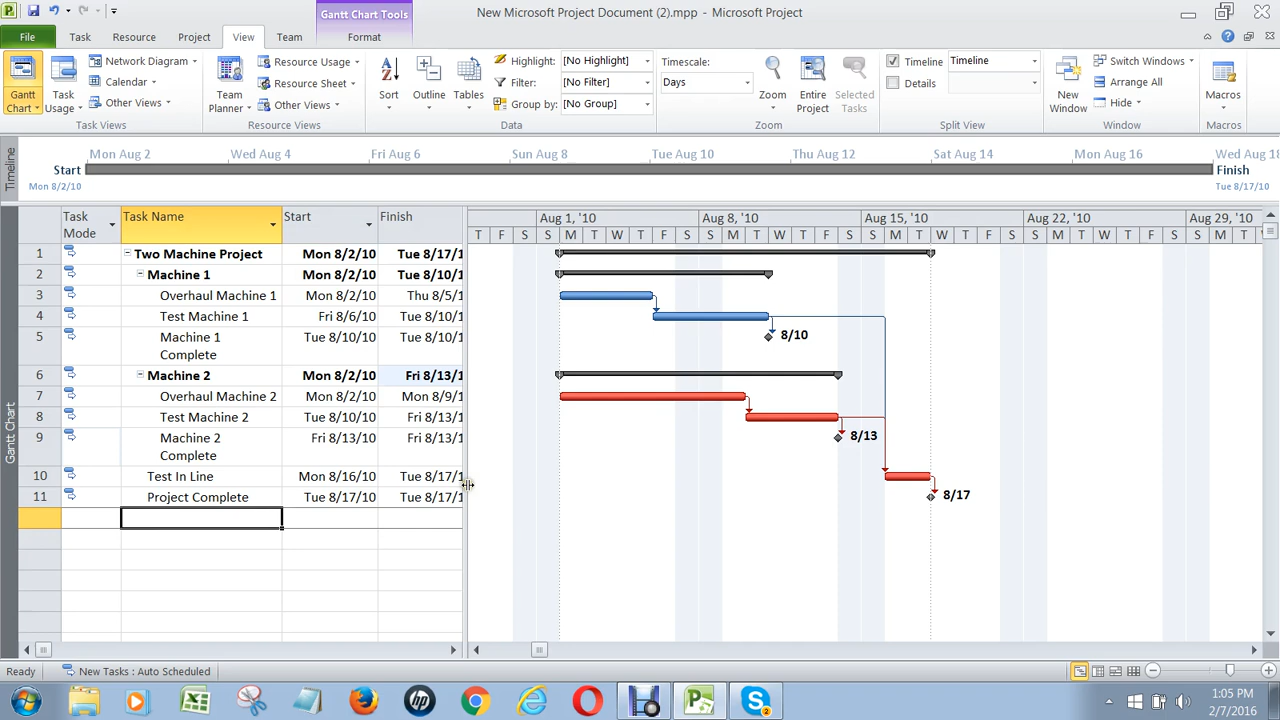 New Microsoft Project Document (2).mpp - Microsoft Project
Gantt Chart Tools
File Task Resource Project View Team Format
Gantt Chart
Task Usage
Network Diagram
Calendar
Other Views
Task Views
Team Planner
Resource Usage
Resource Sheet
Other Views
Resource Views
Sort
Outline
Tables
Highlight: [No Highlight]
Filter: [No Filter]
Group by: [No Group]
Data
Timescale:
Days
Zoom
Entire Project
Selected Tasks
Zoom
Timeline Timeline
Details
Split View
New Window
Switch Windows
Arrange All
Hide
Window
Macros
Macros
Timeline
Mon Aug 2 Wed Aug 4 Fri Aug 6 Sun Aug 8 Tue Aug 10 Thu Aug 12 Sat Aug 14 Mon Aug 16 Wed Aug 18
Start
Mon 8/2/10
Finish
Tue 8/17/10
Gantt Chart
Task Mode Task Name Start Finish
Aug 1, '10 Aug 8, '10 Aug 15, '10 Aug 22, '10 Aug 29, '10
T F S S M T W T F S S M T W T F S S M T W T F S S M T W T F S S M T
1 Two Machine Project Mon 8/2/10 Tue 8/17/1
2 Machine 1 Mon 8/2/10 Tue 8/10/1
3 Overhaul Machine 1 Mon 8/2/10 Thu 8/5/1
4 Test Machine 1 Fri 8/6/10 Tue 8/10/1
5 Machine 1 Complete Tue 8/10/10 Tue 8/10/1
8/10
6 Machine 2 Mon 8/2/10 Fri 8/13/1
7 Overhaul Machine 2 Mon 8/2/10 Mon 8/9/1
8 Test Machine 2 Tue 8/10/10 Fri 8/13/1
9 Machine 2 Complete Fri 8/13/10 Fri 8/13/1
8/13
10 Test In Line Mon 8/16/10 Tue 8/17/1
11 Project Complete Tue 8/17/10 Tue 8/17/1
8/17
Ready New Tasks : Auto Scheduled
1:05 PM
2/7/2016